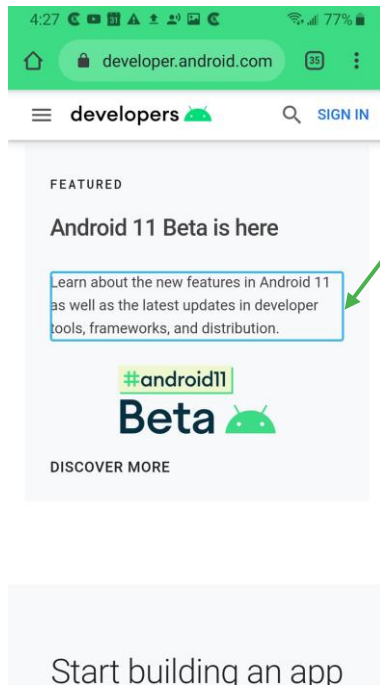 4:27
77%
developer.android.com
35
developers
SIGN IN
FEATURED
Android 11 Beta is here
Learn about the new features in Android 11
as well as the latest updates in developer
tools, frameworks, and distribution.
#android11
Beta
DISCOVER MORE
Start building an app